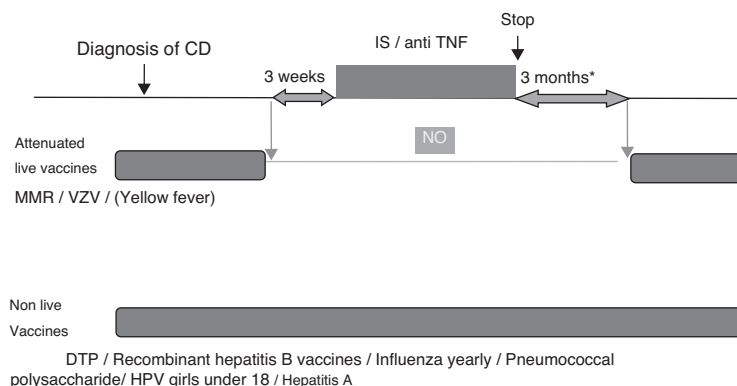 Stop
Diagnosis of CD
IS / anti TNF
3 weeks
3 months*
NO
Attenuated
live vaccines
MMR / VZV / (Yellow fever)
Non live
Vaccines
DTP / Recombinant hepatitis B vaccines / Influenza yearly / Pneumococcal
polysaccharide/ HPV girls under 18 / Hepatitis A